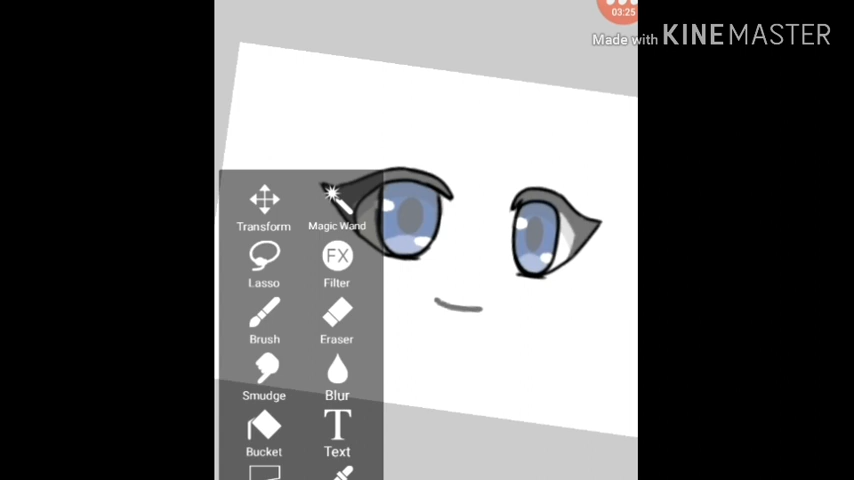 03:25
Made with KINEMASTER
Transform Magic Wand
Lasso FX Filter
Brush Eraser
Smudge Blur
Bucket Text